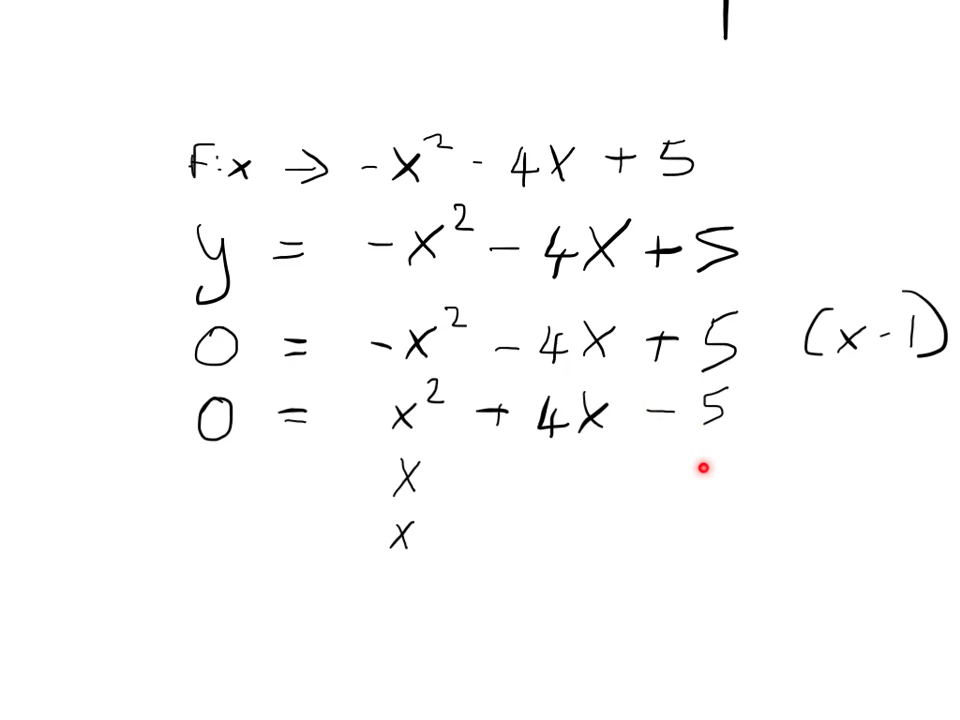 F:x → -x² - 4x + 5
y = -x² - 4x + 5
0 = -x² - 4x + 5 (x - 1)
0 = x² + 4x - 5
x
x